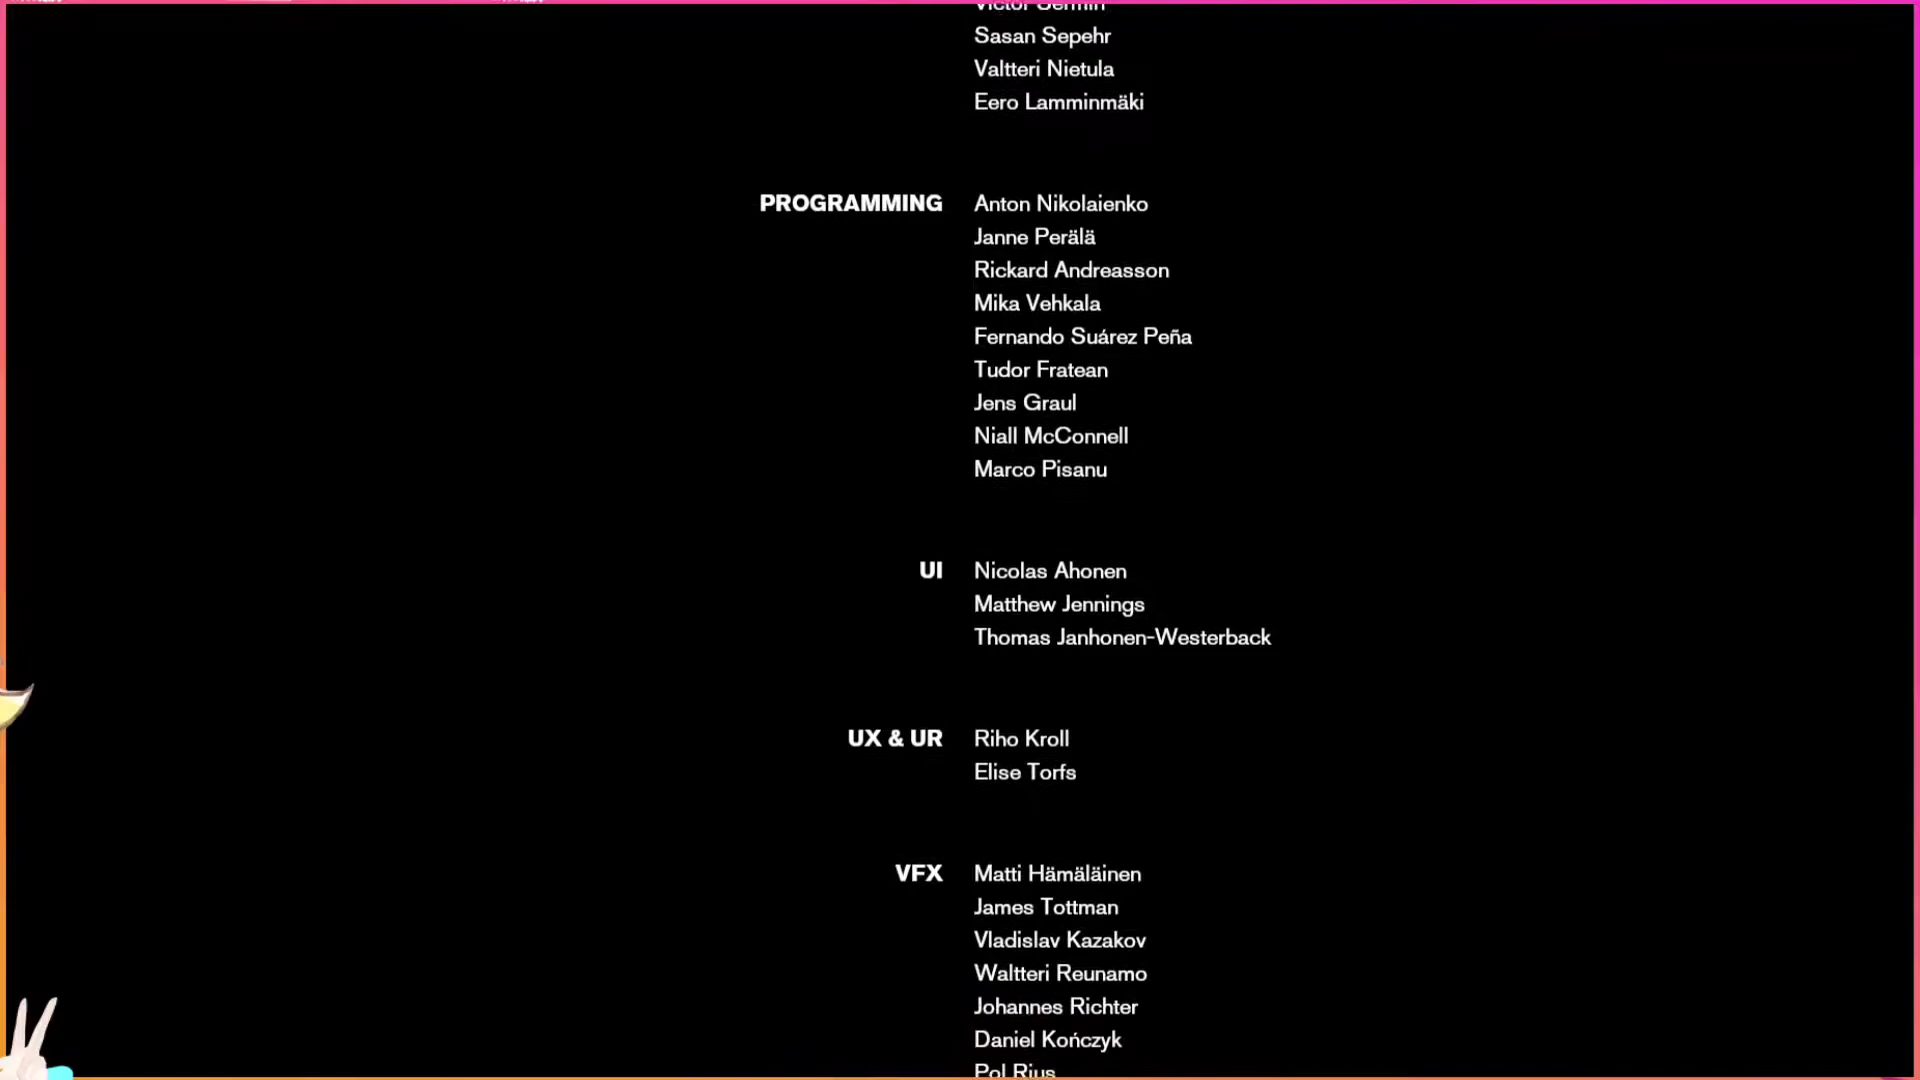 Victor Sermin
Sasan Sepehr
Valtteri Nietula
Eero Lamminmäki
PROGRAMMING Anton Nikolaienko
Janne Perälä
Rickard Andreasson
Mika Vehkala
Fernando Suárez Peña
Tudor Fratean
Jens Graul
Niall McConnell
Marco Pisanu
UI Nicolas Ahonen
Matthew Jennings
Thomas Janhonen-Westerback
UX & UR Riho Kroll
Elise Torfs
VFX Matti Hämäläinen
James Tottman
Vladislav Kazakov
Waltteri Reunamo
Johannes Richter
Daniel Kończyk
Pol Rius